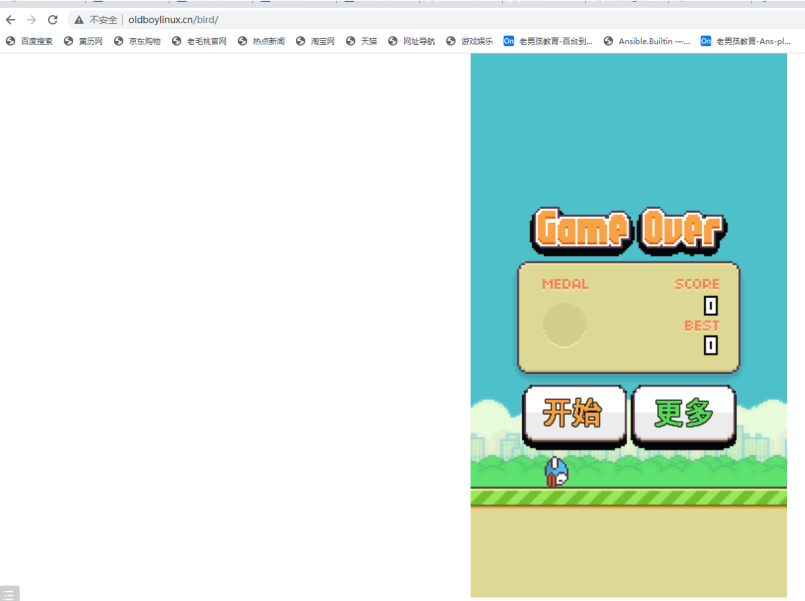 不安全 | oldboylinux.cn/bird/
百度搜索 黄历网 京东购物 老毛桃官网 热点新闻 淘宝网 天猫 网址导航 游戏娱乐 On 老男孩教育-百台到... Ansible.Builtin —... On 老男孩教育-Ans-pl...
Game Over
MEDAL SCORE
0
BEST
0
开始 更多